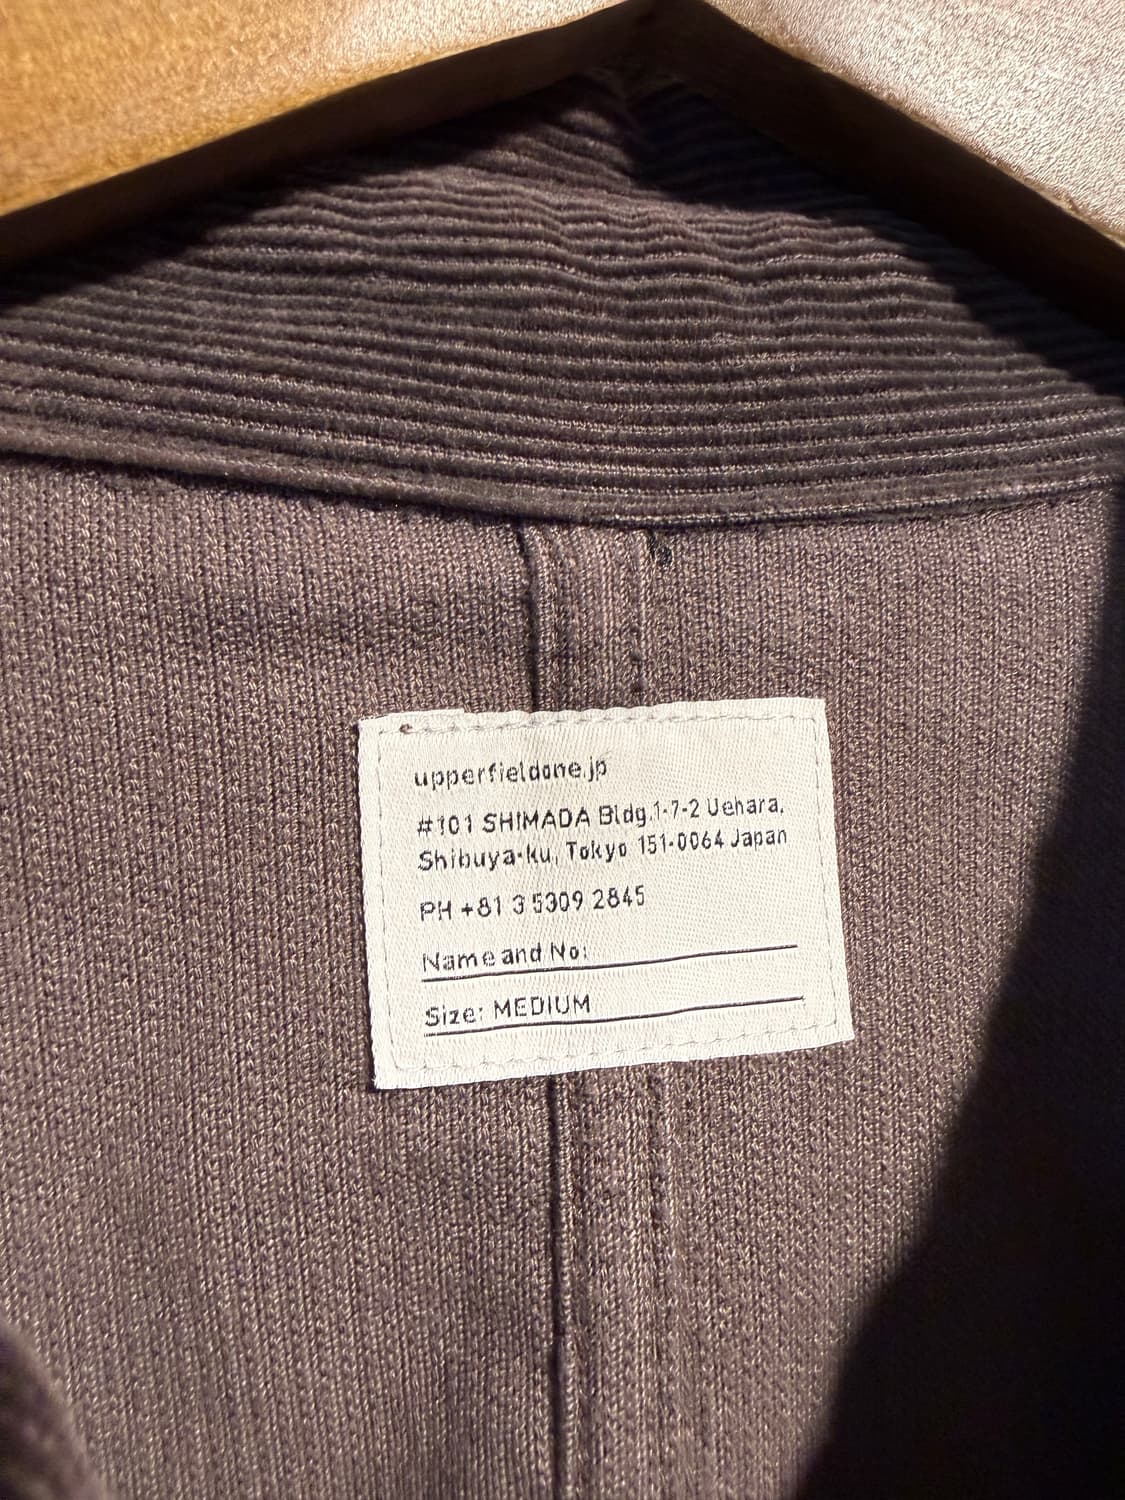 upperfieldone.jp
#101 SHIMADA Bldg.1-7-2 Uehara,
Shibuya-ku, Tokyo 151-0064 Japan
PH +81 3 5309 2845
Name and No:
Size: MEDIUM